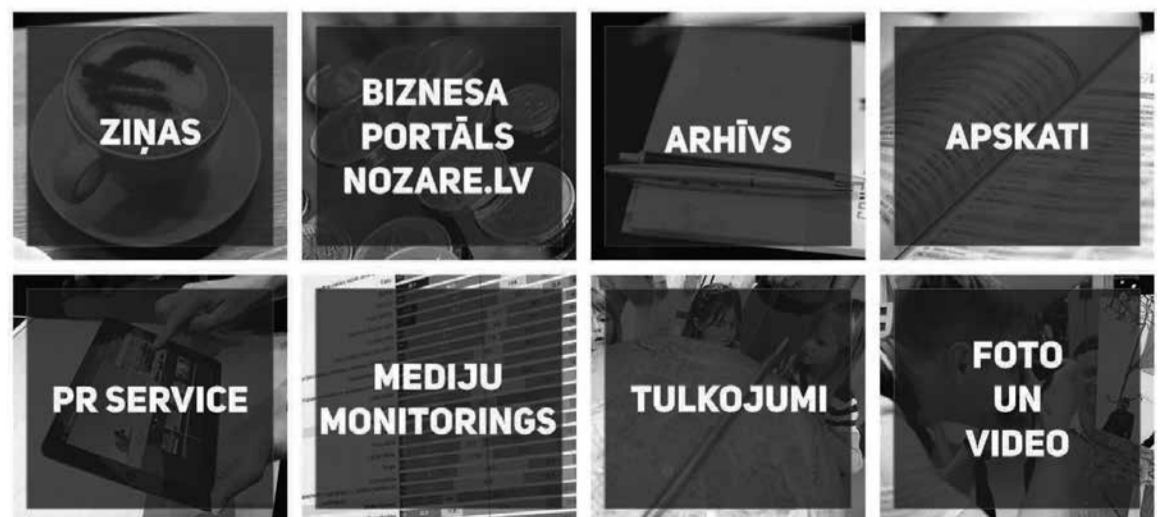 ZIŅAS
BIZNESA
PORTĀLS
NOZARE.LV
ARHĪVS
APSKATI
PR SERVICE
MEDIJU
MONITORINGS
TULKOJUMI
FOTO
UN
VIDEO